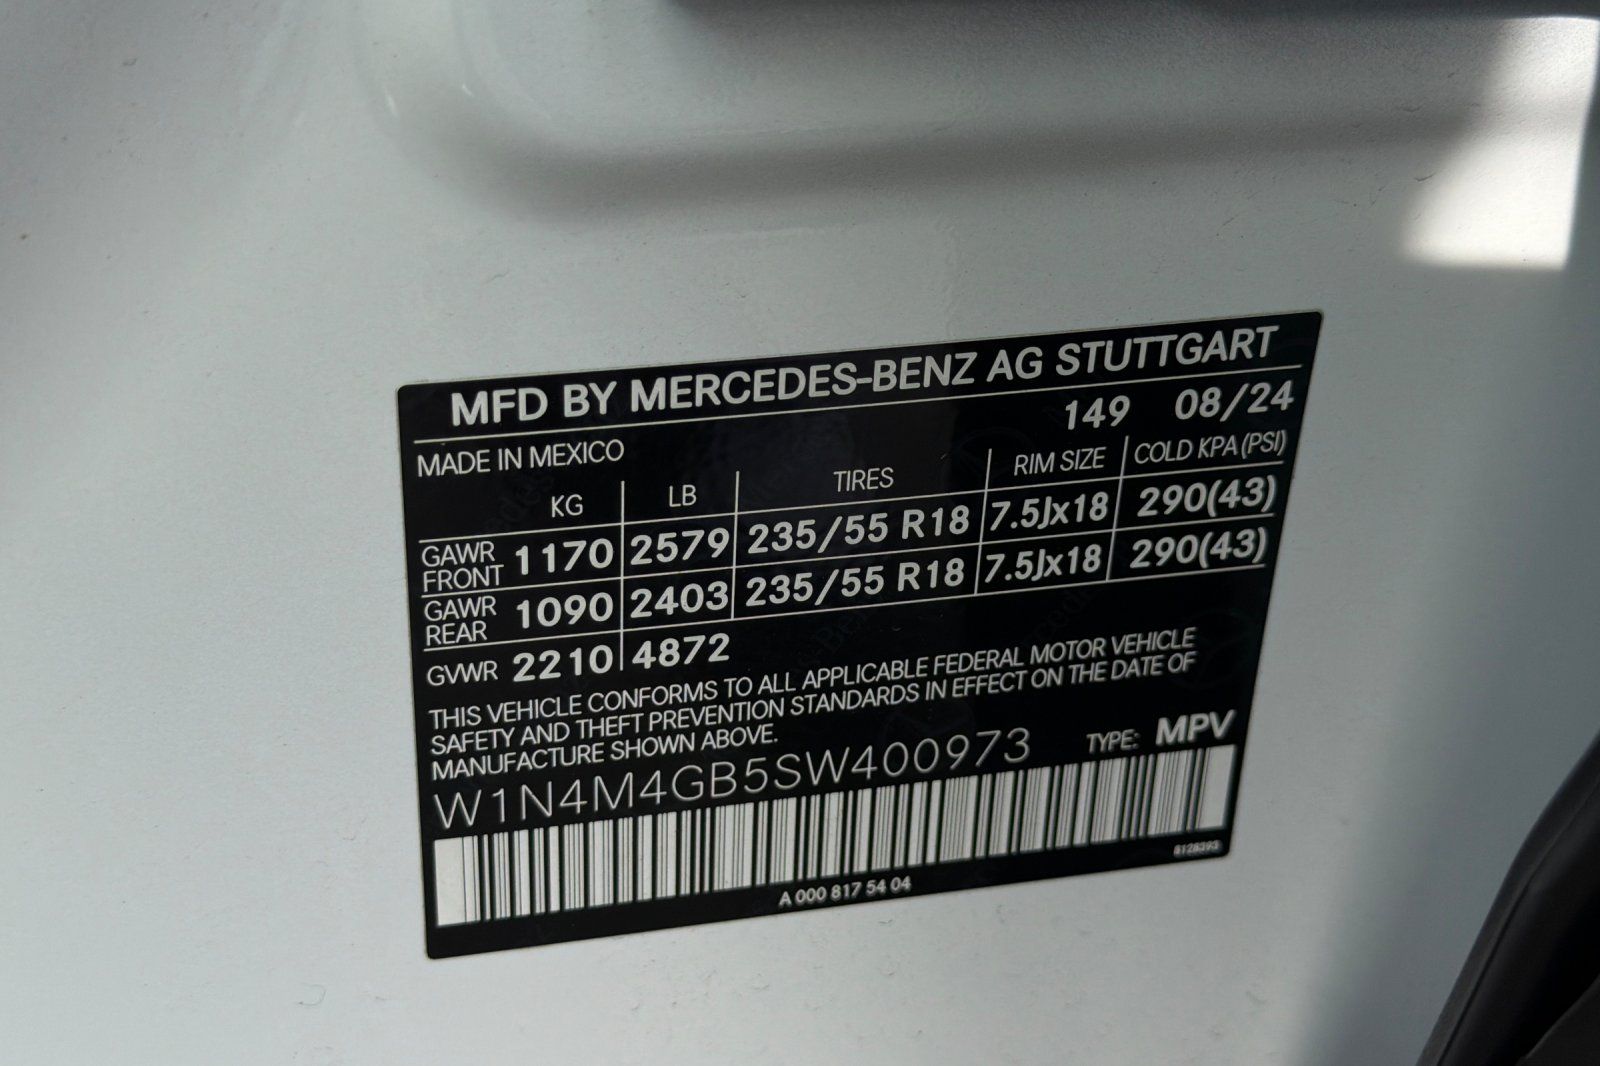 MFD BY MERCEDES-BENZ AG STUTTGART
149 08/24
MADE IN MEXICO
KG LB TIRES RIM SIZE COLD KPA (PSI)
GAWR FRONT 1170 2579 235/55 R18 7.5Jx18 290(43)
GAWR REAR 1090 2403 235/55 R18 7.5Jx18 290(43)
GVWR 2210 4872
THIS VEHICLE CONFORMS TO ALL APPLICABLE FEDERAL MOTOR VEHICLE
SAFETY AND THEFT PREVENTION STANDARDS IN EFFECT ON THE DATE OF
MANUFACTURE SHOWN ABOVE.
W1N4M4GB5SW400973 TYPE: MPV
A 000 817 54 04